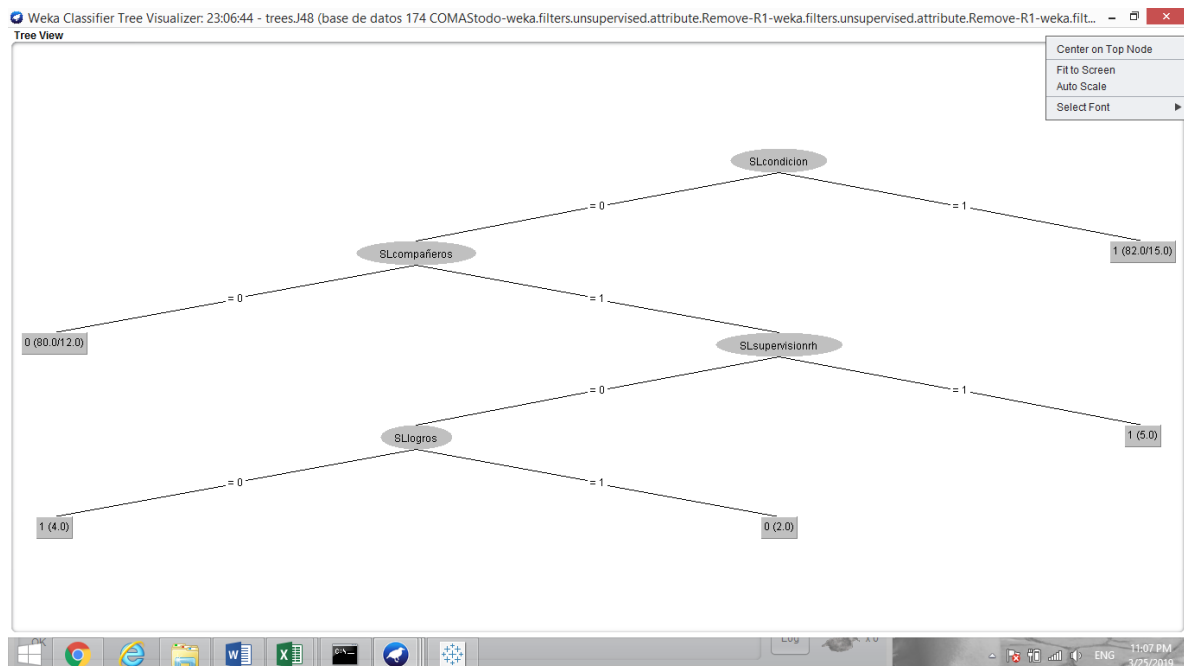 Weka Classifier Tree Visualizer: 23:06:44 - trees.J48 (base de datos 174 COMAStodo-weka.filters.unsupervised.attribute.Remove-R1-weka.filters.unsupervised.attribute.Remove-R1-weka.filt...
Tree View
Center on Top Node
Fit to Screen
Auto Scale
Select Font
SLcondicion
= 0
= 1
SLcompañeros
1 (82.0/15.0)
= 0
= 1
0 (80.0/12.0)
SLsupervisionrh
= 0
= 1
SLlogros
1 (5.0)
= 0
= 1
1 (4.0)
0 (2.0)
OK
Log
x 0
ENG
11:07 PM
3/25/2019